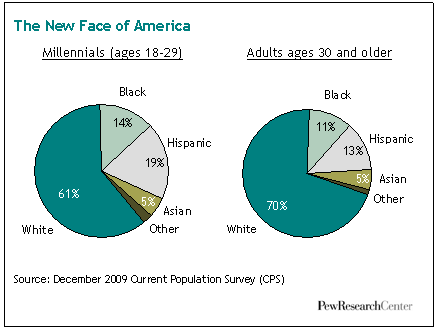 The New Face of America
Millennials (ages 18-29)
Black
14%
Hispanic
19%
5%
Asian
Other
61%
White
Adults ages 30 and older
Black
11%
Hispanic
13%
5%
Asian
Other
70%
White
Source: December 2009 Current Population Survey (CPS)
PewResearchCenter